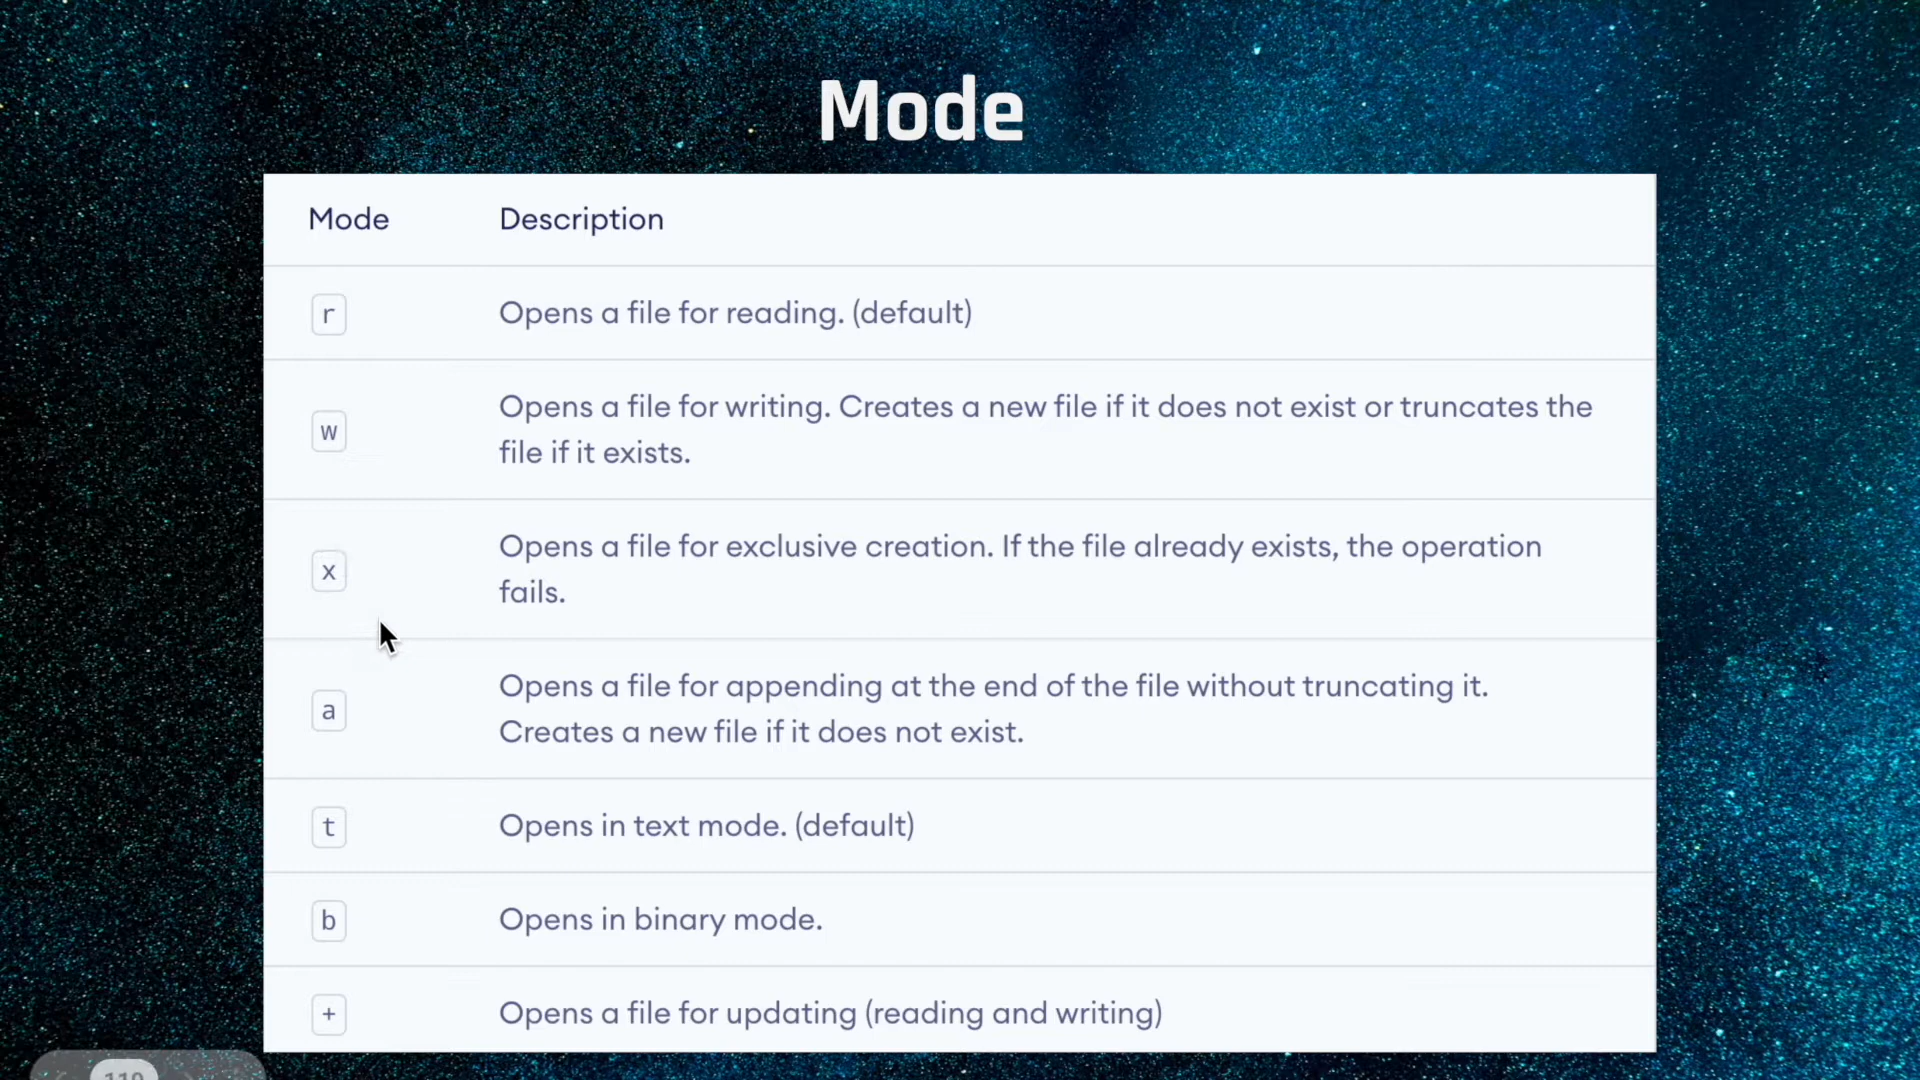 Mode
Mode Description
r Opens a file for reading. (default)
w Opens a file for writing. Creates a new file if it does not exist or truncates the
file if it exists.
x Opens a file for exclusive creation. If the file already exists, the operation
fails.
a Opens a file for appending at the end of the file without truncating it.
Creates a new file if it does not exist.
t Opens in text mode. (default)
b Opens in binary mode.
+ Opens a file for updating (reading and writing)